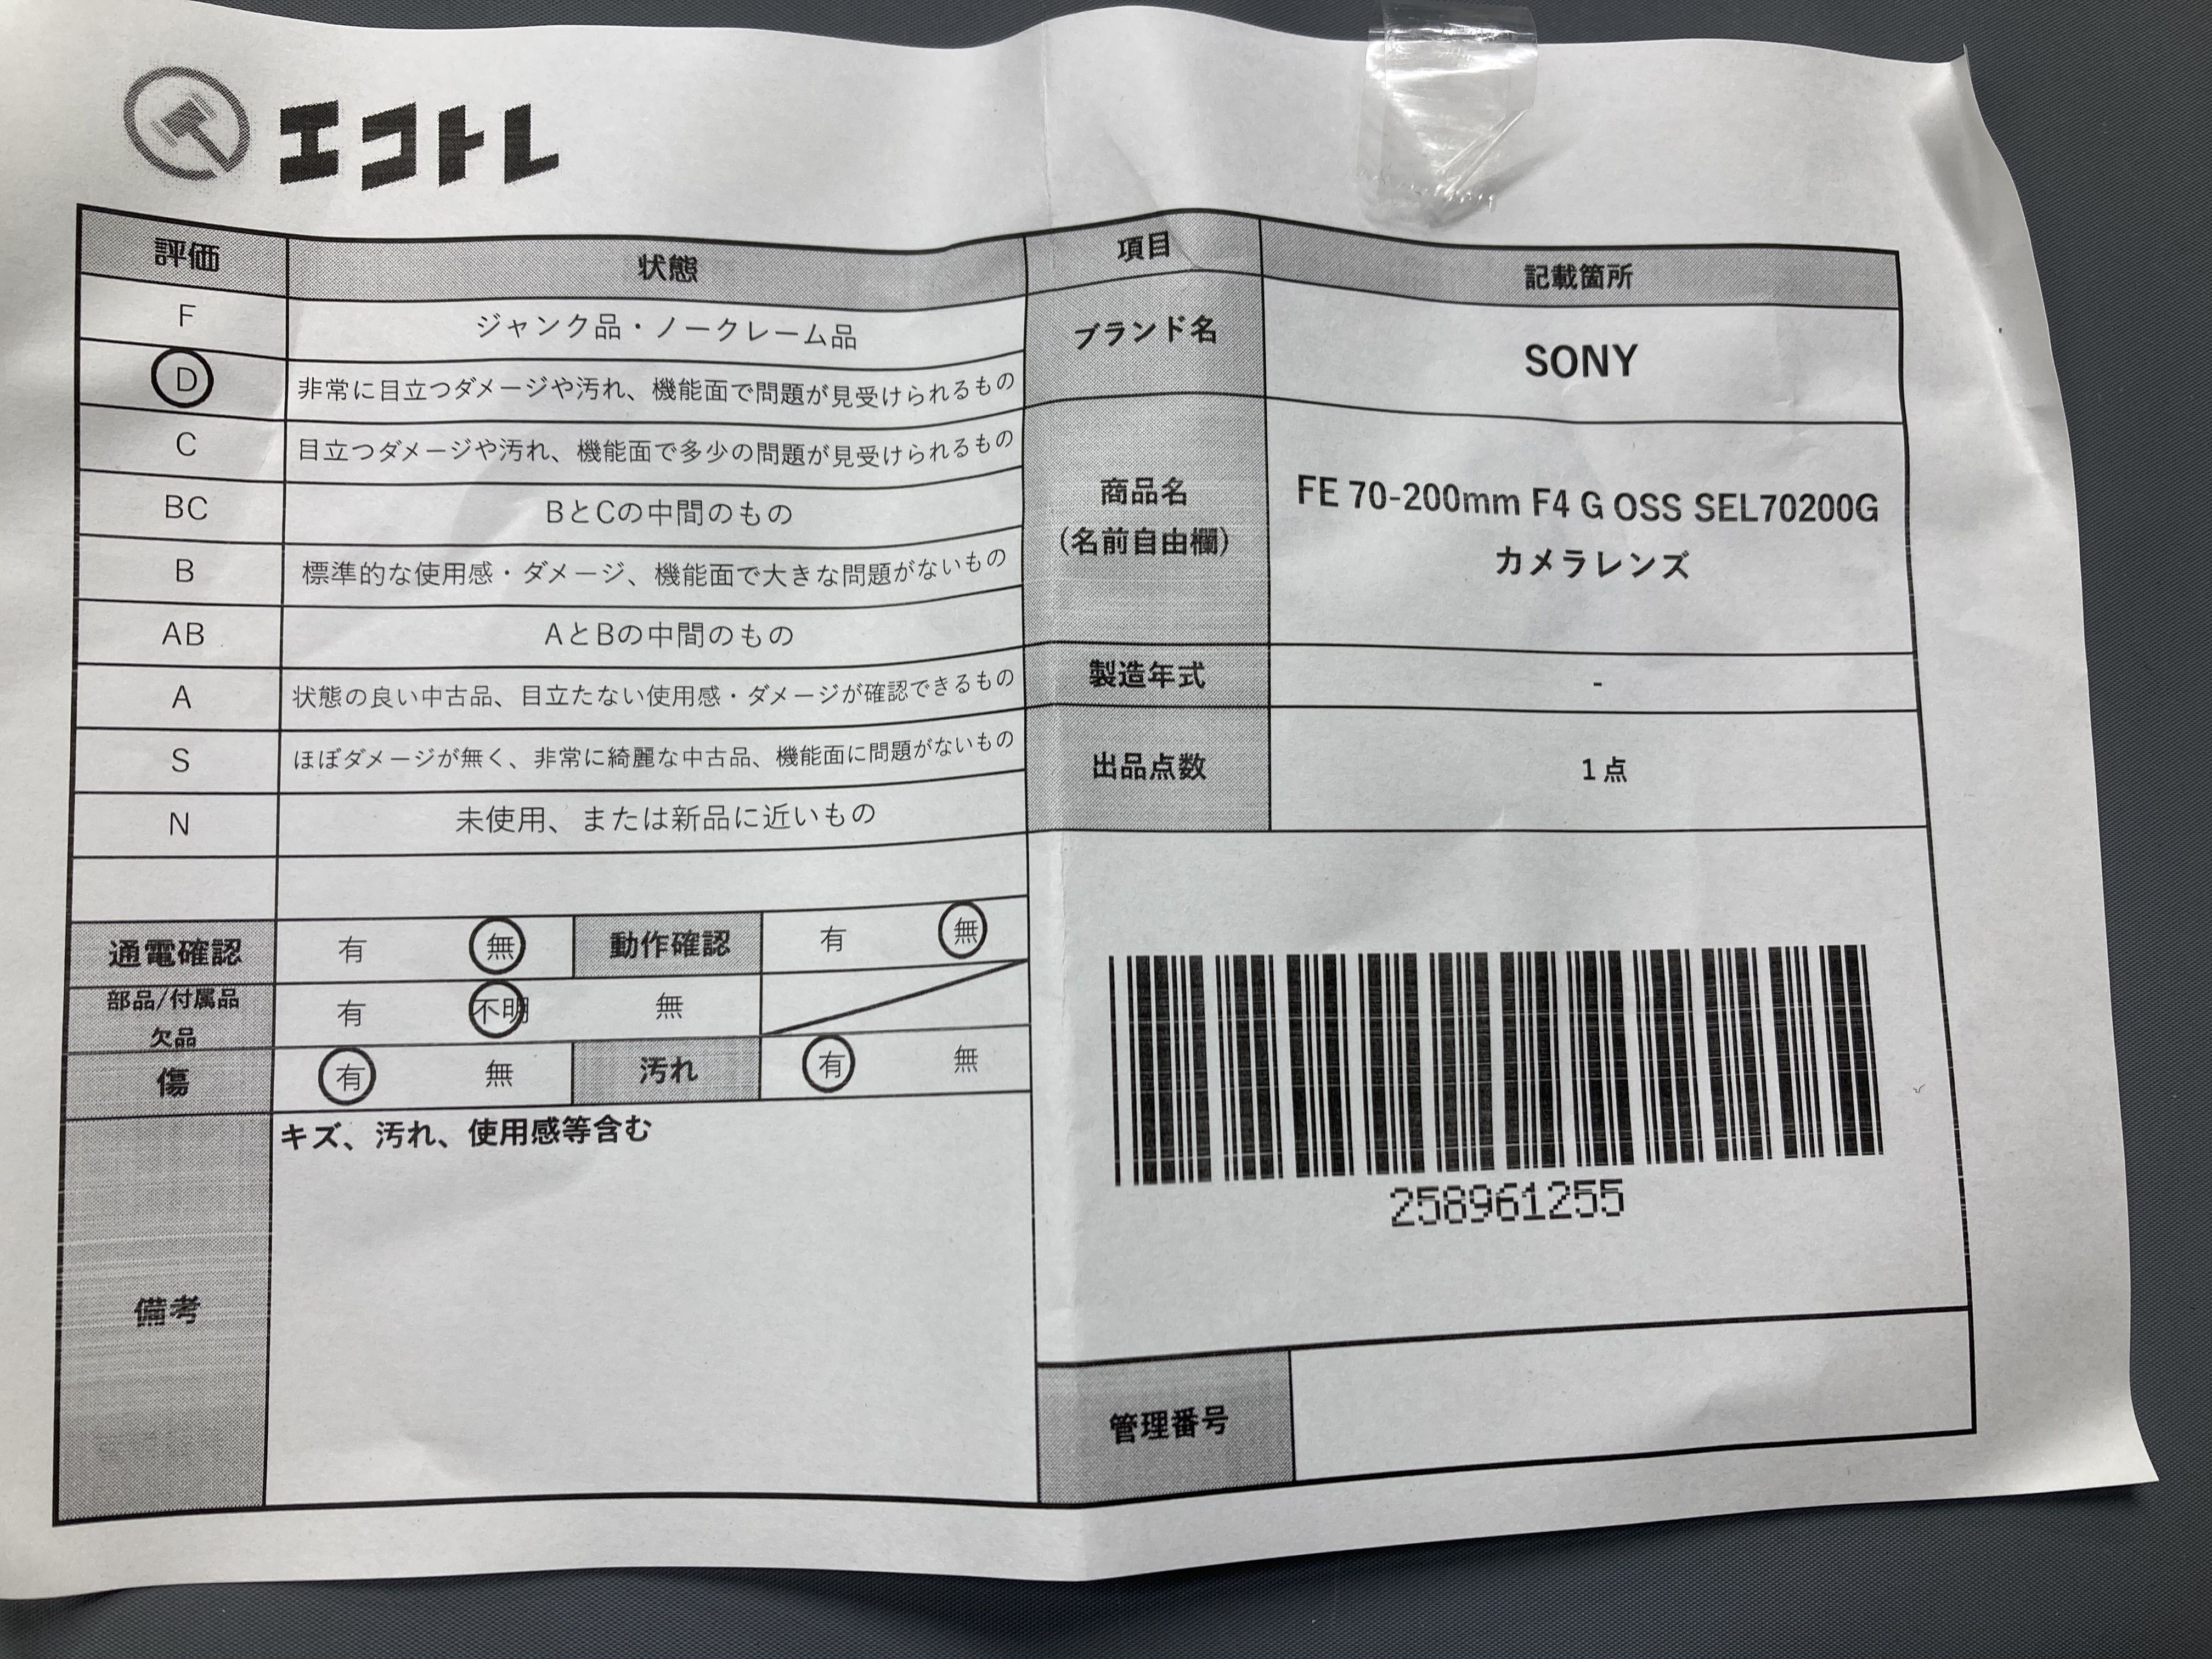 エコトレ
評価 状態
F ジャンク品・ノークレーム品
D 非常に目立つダメージや汚れ、機能面で問題が見受けられるもの
C 目立つダメージや汚れ、機能面で多少の問題が見受けられるもの
BC BとCの中間のもの
B 標準的な使用感・ダメージ、機能面で大きな問題がないもの
AB AとBの中間のもの
A 状態の良い中古品、目立たない使用感・ダメージが確認できるもの
S ほぼダメージが無く、非常に綺麗な中古品、機能面に問題がないもの
N 未使用、または新品に近いもの
通電確認 有 無 動作確認 有 無
部品/付属品
欠品
有 不明 無
傷 有 無 汚れ 有 無
備考
キズ、汚れ、使用感等含む
項目 記載箇所
ブランド名 SONY
商品名
(名前自由欄)
FE 70-200mm F4 G OSS SEL70200G
カメラレンズ
製造年式 -
出品点数 1点
258961255
管理番号